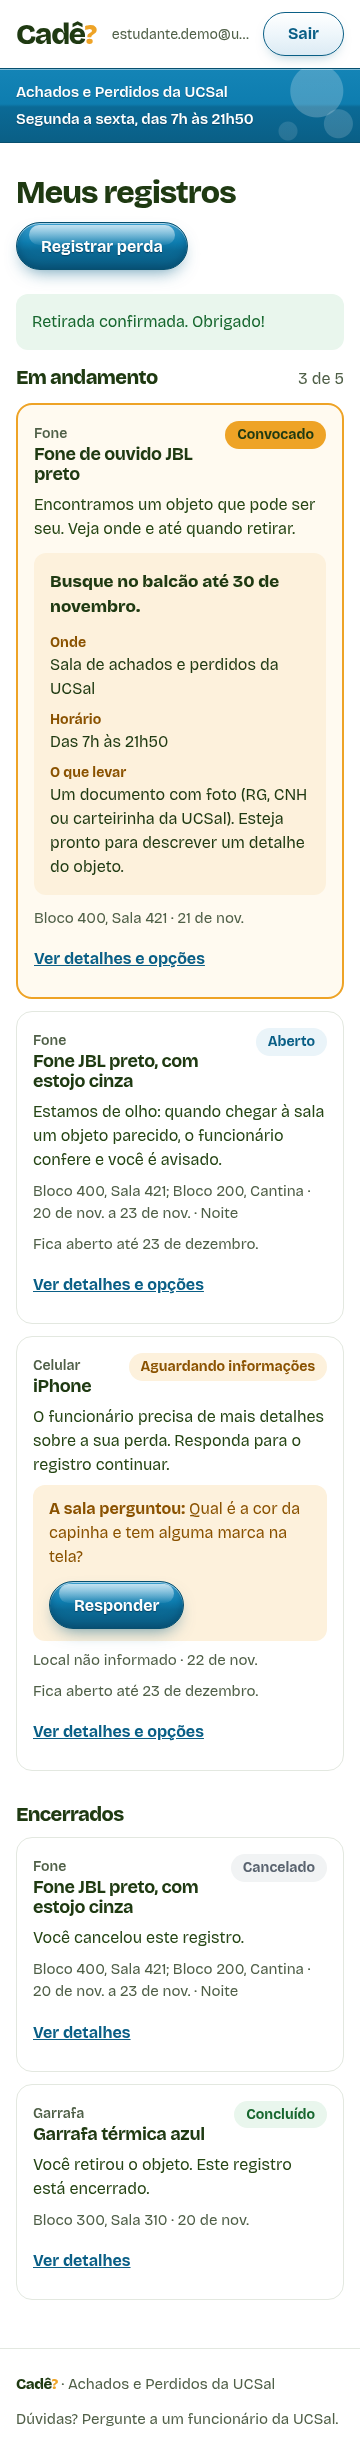 Cadê? estudante.demo@u... Sair
Achados e Perdidos da UCSal
Segunda a sexta, das 7h às 21h50
Meus registros
Registrar perda
Retirada confirmada. Obrigado!
Em andamento 3 de 5
Fone Convocado
Fone de ouvido JBL
preto
Encontramos um objeto que pode ser
seu. Veja onde e até quando retirar.
Busque no balcão até 30 de
novembro.
Onde
Sala de achados e perdidos da
UCSal
Horário
Das 7h às 21h50
O que levar
Um documento com foto (RG, CNH
ou carteirinha da UCSal). Esteja
pronto para descrever um detalhe
do objeto.
Bloco 400, Sala 421 · 21 de nov.
Ver detalhes e opções
Fone Aberto
Fone JBL preto, com
estojo cinza
Estamos de olho: quando chegar à sala
um objeto parecido, o funcionário
confere e você é avisado.
Bloco 400, Sala 421; Bloco 200, Cantina ·
20 de nov. a 23 de nov. · Noite
Fica aberto até 23 de dezembro.
Ver detalhes e opções
Celular Aguardando informações
iPhone
O funcionário precisa de mais detalhes
sobre a sua perda. Responda para o
registro continuar.
A sala perguntou: Qual é a cor da
capinha e tem alguma marca na
tela?
Responder
Local não informado · 22 de nov.
Fica aberto até 23 de dezembro.
Ver detalhes e opções
Encerrados
Fone Cancelado
Fone JBL preto, com
estojo cinza
Você cancelou este registro.
Bloco 400, Sala 421; Bloco 200, Cantina ·
20 de nov. a 23 de nov. · Noite
Ver detalhes
Garrafa Concluído
Garrafa térmica azul
Você retirou o objeto. Este registro
está encerrado.
Bloco 300, Sala 310 · 20 de nov.
Ver detalhes
Cadê? · Achados e Perdidos da UCSal
Dúvidas? Pergunte a um funcionário da UCSal.